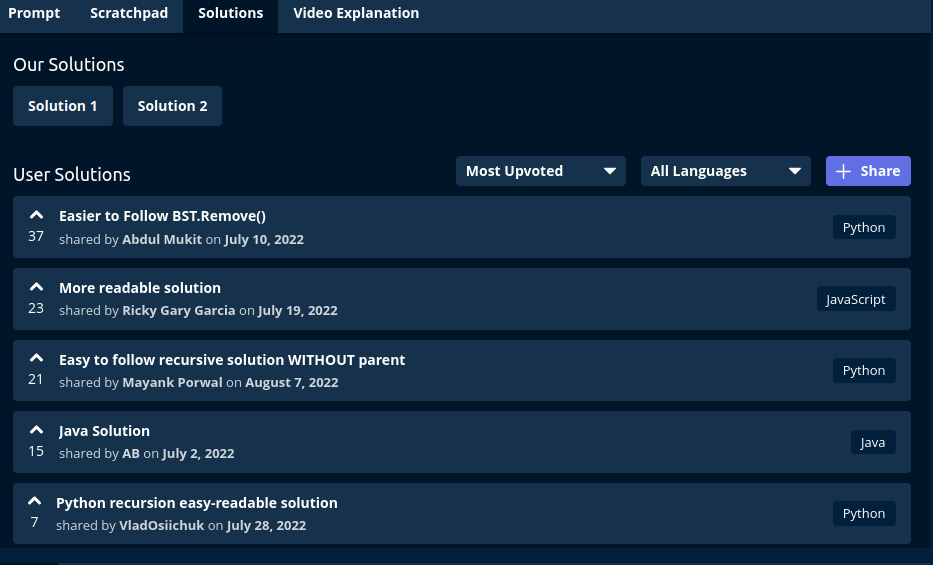 Prompt Scratchpad Solutions Video Explanation
Our Solutions
Solution 1 Solution 2
User Solutions Most Upvoted All Languages Share
Easier to Follow BST.Remove()
37 shared by Abdul Mukit on July 10, 2022 Python
More readable solution
23 shared by Ricky Gary Garcia on July 19, 2022 JavaScript
Easy to follow recursive solution WITHOUT parent
21 shared by Mayank Porwal on August 7, 2022 Python
Java Solution
15 shared by AB on July 2, 2022 Java
Python recursion easy-readable solution
7 shared by VladOsiichuk on July 28, 2022 Python